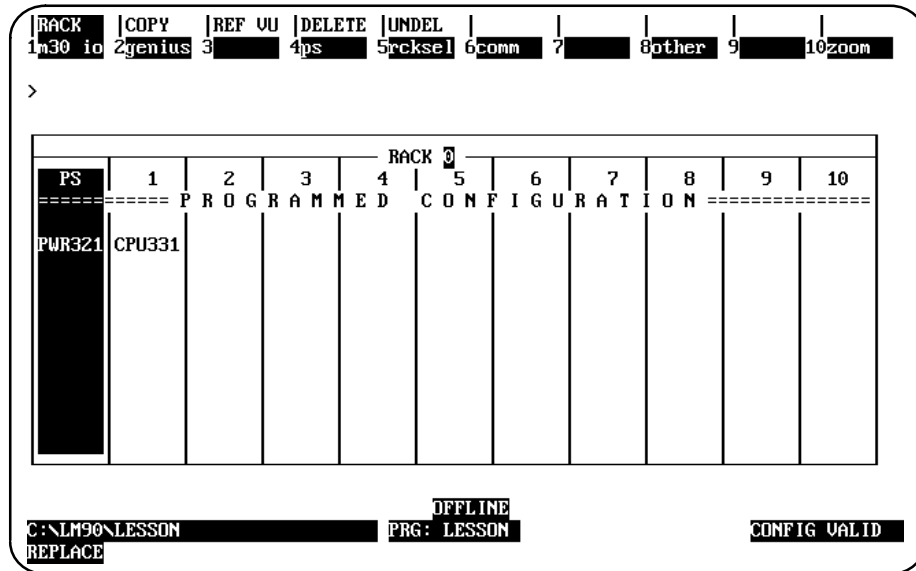 |RACK |COPY |REF VU |DELETE |UNDEL | | | | |
1m30 io 2genius 3 4ps 5rcksel 6comm 7 8other 9 10zoom
>
RACK 0
PS | 1 | 2 | 3 | 4 | 5 | 6 | 7 | 8 | 9 | 10
====== ====== P R O G R A M M E D C O N F I G U R A T I O N ===============
PWR321 CPU331
OFFLINE
C:\LM90\LESSON PRG: LESSON CONFIG VALID
REPLACE